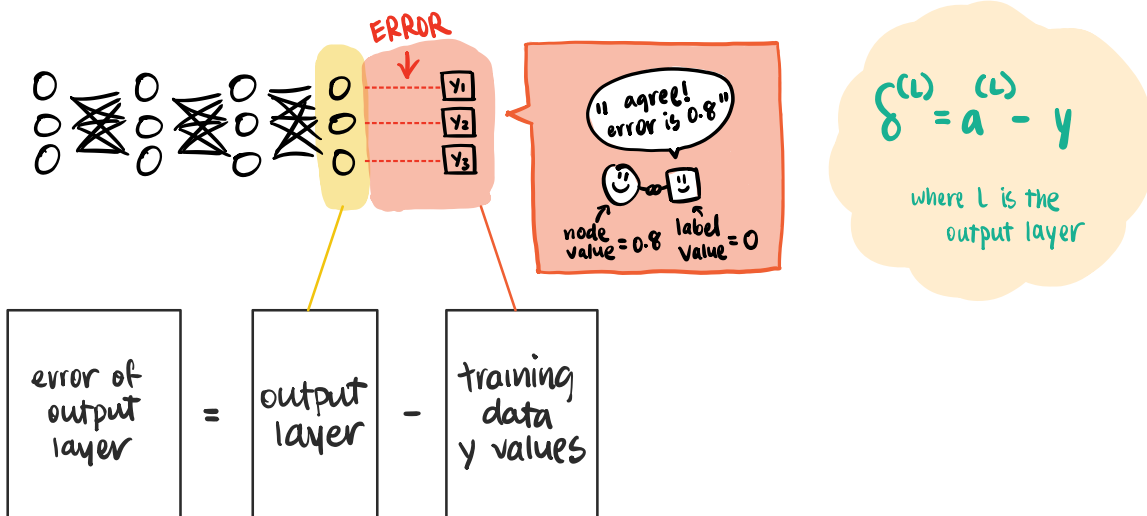 ERROR
y1
y2
y3
"agree!
error is 0.8"
node
value = 0.8
label
value = 0
δ(L) = a(L) - y
where L is the
output layer
error of
output
layer
=
output
layer
-
training
data
y values